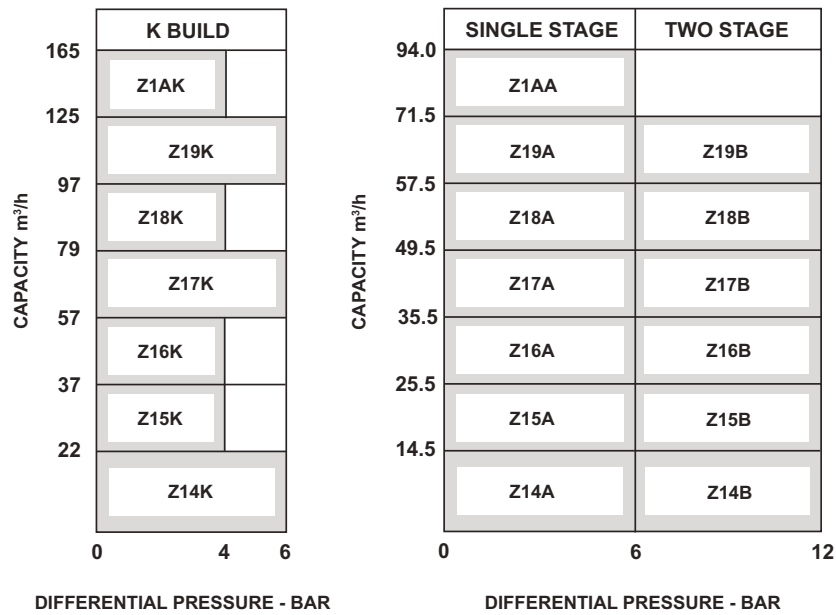 K BUILD
165
Z1AK
125
Z19K
97
Z18K
79
Z17K
57
Z16K
37
Z15K
22
Z14K
0 4 6
CAPACITY m³/h
DIFFERENTIAL PRESSURE - BAR
SINGLE STAGE TWO STAGE
94.0
Z1AA
71.5
Z19A Z19B
57.5
Z18A Z18B
49.5
Z17A Z17B
35.5
Z16A Z16B
25.5
Z15A Z15B
14.5
Z14A Z14B
0 6 12
CAPACITY m³/h
DIFFERENTIAL PRESSURE - BAR